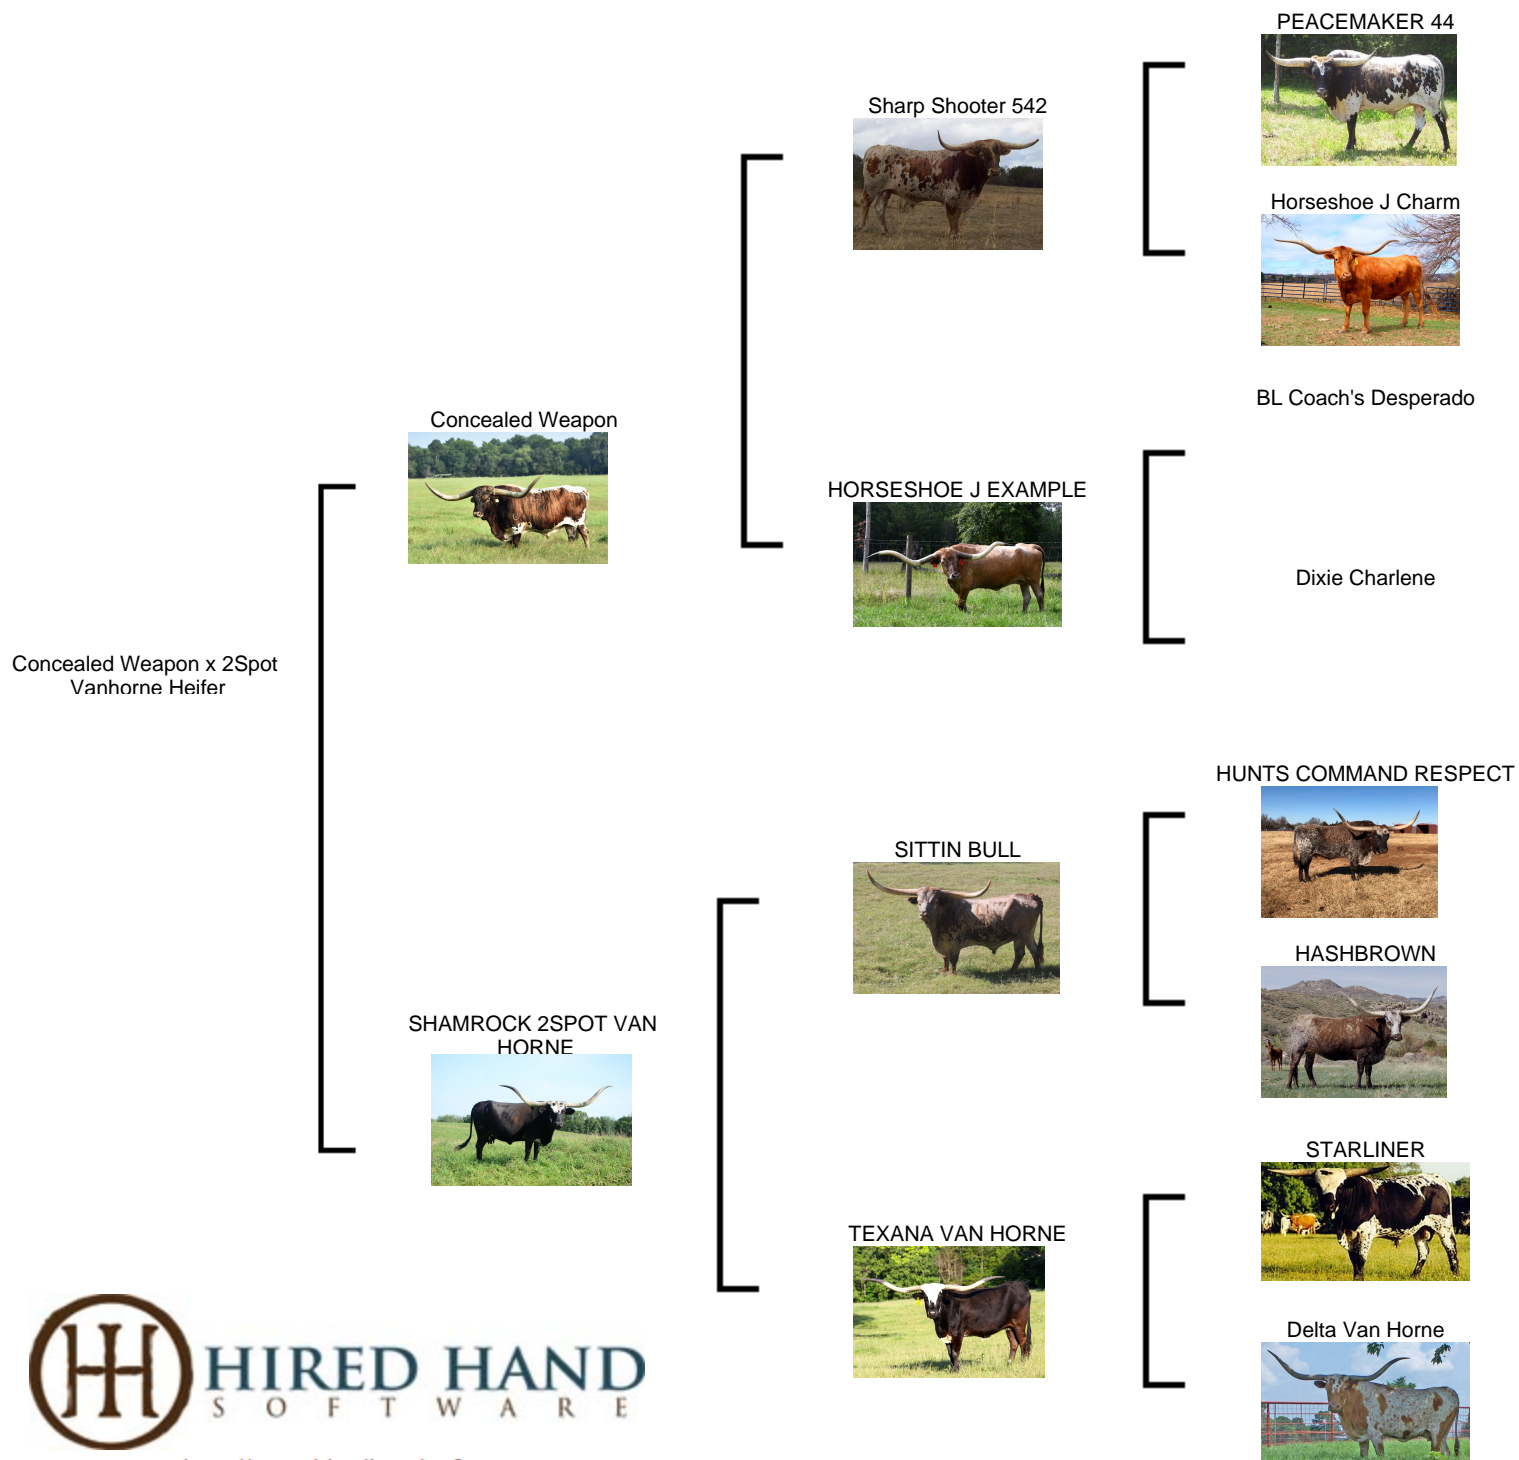 PEACEMAKER 44
Sharp Shooter 542
Horseshoe J Charm
BL Coach's Desperado
Concealed Weapon
HORSESHOE J EXAMPLE
Dixie Charlene
Concealed Weapon x 2Spot
Vanhorne Heifer
HUNTS COMMAND RESPECT
SITTIN BULL
HASHBROWN
SHAMROCK 2SPOT VAN
HORNE
STARLINER
TEXANA VAN HORNE
Delta Van Horne
HIRED HAND
SOFTWARE